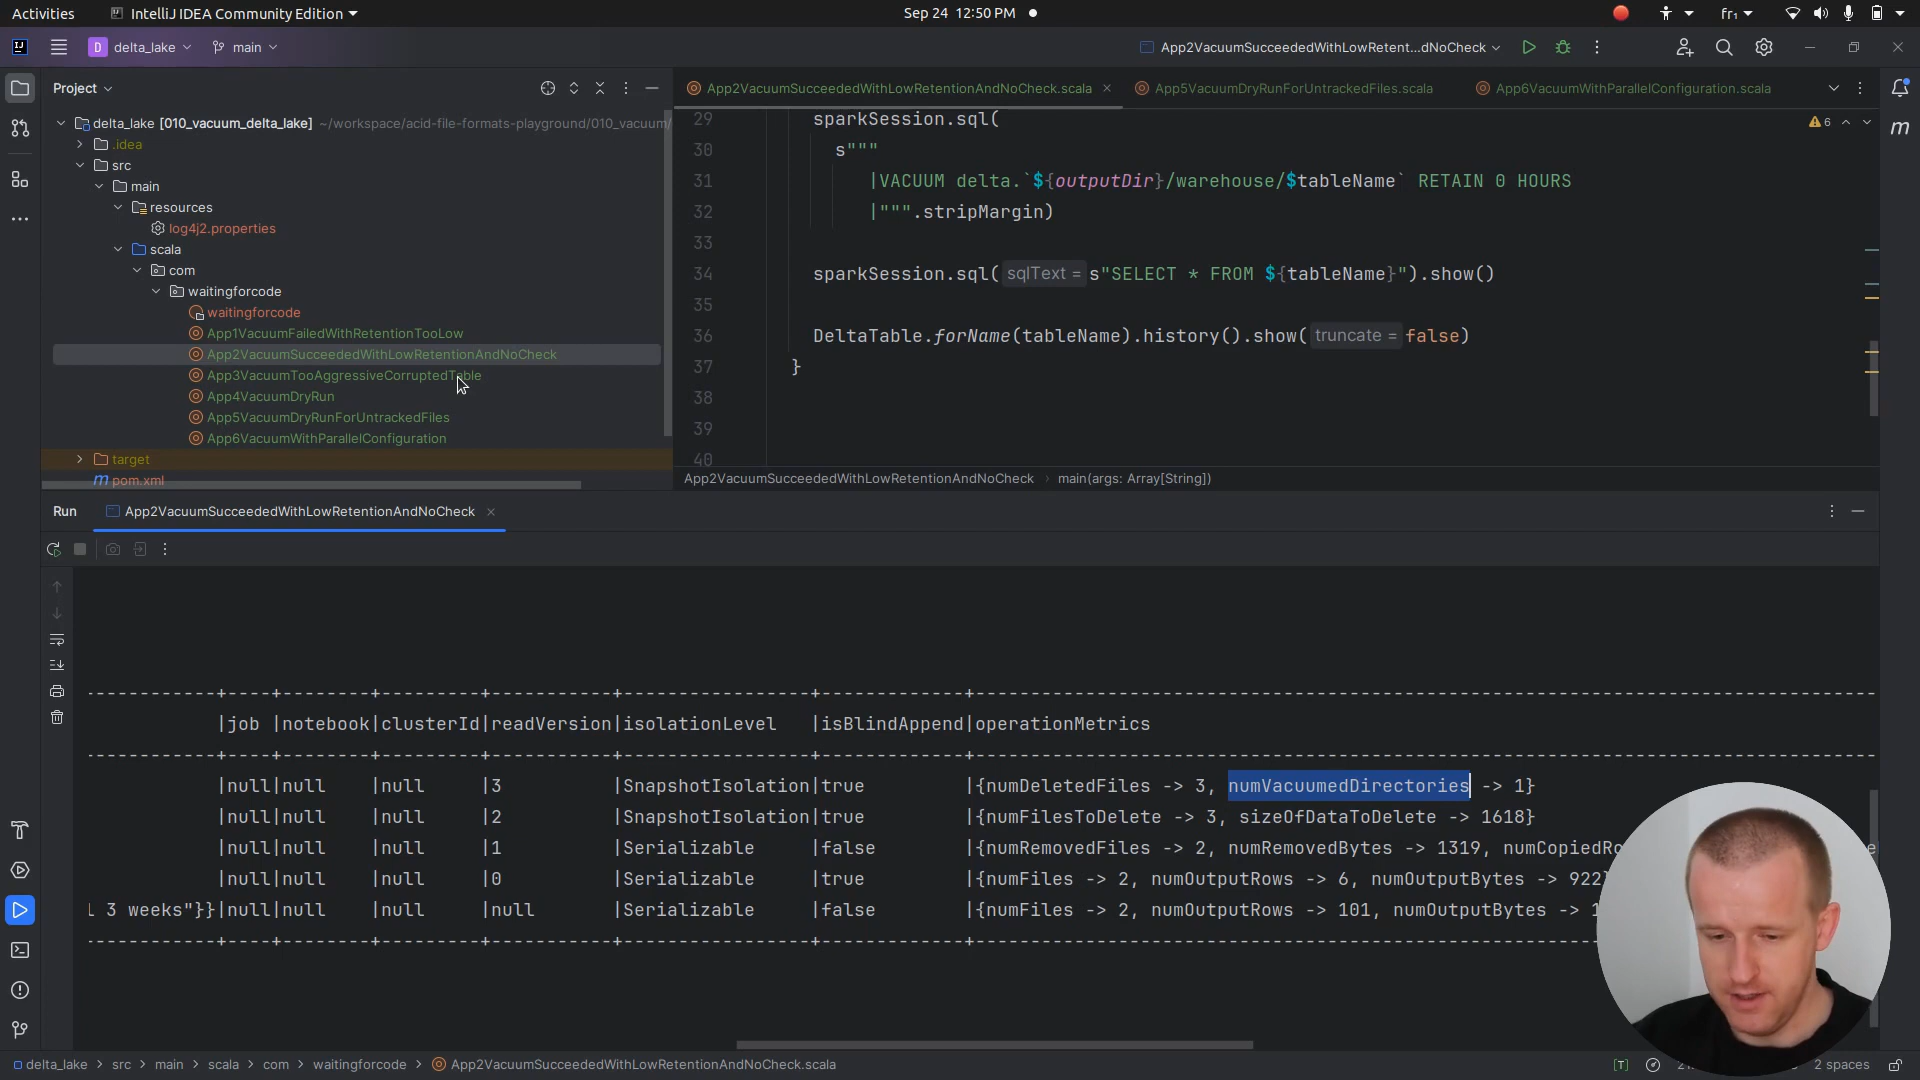 Activities IntelliJ IDEA Community Edition Sep 24 12:50 PM fr₁
D delta_lake main App2VacuumSucceededWithLowRetent...dNoCheck
Project App2VacuumSucceededWithLowRetentionAndNoCheck.scala App5VacuumDryRunForUntrackedFiles.scala App6VacuumWithParallelConfiguration.scala
delta_lake [010_vacuum_delta_lake] ~/workspace/acid-file-formats-playground/010_vacuum/
.idea
src
main
resources
log4j2.properties
scala
com
waitingforcode
waitingforcode
App1VacuumFailedWithRetentionTooLow
App2VacuumSucceededWithLowRetentionAndNoCheck
App3VacuumTooAggressiveCorruptedTable
App4VacuumDryRun
App5VacuumDryRunForUntrackedFiles
App6VacuumWithParallelConfiguration
target
pom.xml
6
29 sparkSession.sql(
30 s"""
31 |VACUUM delta.`${outputDir}/warehouse/$tableName` RETAIN 0 HOURS
32 |""".stripMargin)
33
34 sparkSession.sql( sqlText = s"SELECT * FROM ${tableName}").show()
35
36 DeltaTable.forName(tableName).history().show( truncate = false)
37 }
38
39
40
App2VacuumSucceededWithLowRetentionAndNoCheck main(args: Array[String])
Run App2VacuumSucceededWithLowRetentionAndNoCheck
------------+----+--------+---------+-----------+-----------------+-------------+----------------------------------------
|job |notebook|clusterId|readVersion|isolationLevel |isBlindAppend|operationMetrics
------------+----+--------+---------+-----------+-----------------+-------------+----------------------------------------
|null|null |null |3 |SnapshotIsolation|true |{numDeletedFiles -> 3, numVacuumedDirectories -> 1}
|null|null |null |2 |SnapshotIsolation|true |{numFilesToDelete -> 3, sizeOfDataToDelete -> 1618}
|null|null |null |1 |Serializable |false |{numRemovedFiles -> 2, numRemovedBytes -> 1319, numCopiedRo
|null|null |null |0 |Serializable |true |{numFiles -> 2, numOutputRows -> 6, numOutputBytes -> 922}
l 3 weeks"}}|null|null |null |null |Serializable |false |{numFiles -> 2, numOutputRows -> 101, numOutputBytes -> 1
------------+----+--------+---------+-----------+-----------------+-------------+----------------------------------------
delta_lake > src > main > scala > com > waitingforcode > App2VacuumSucceededWithLowRetentionAndNoCheck.scala 2 spaces